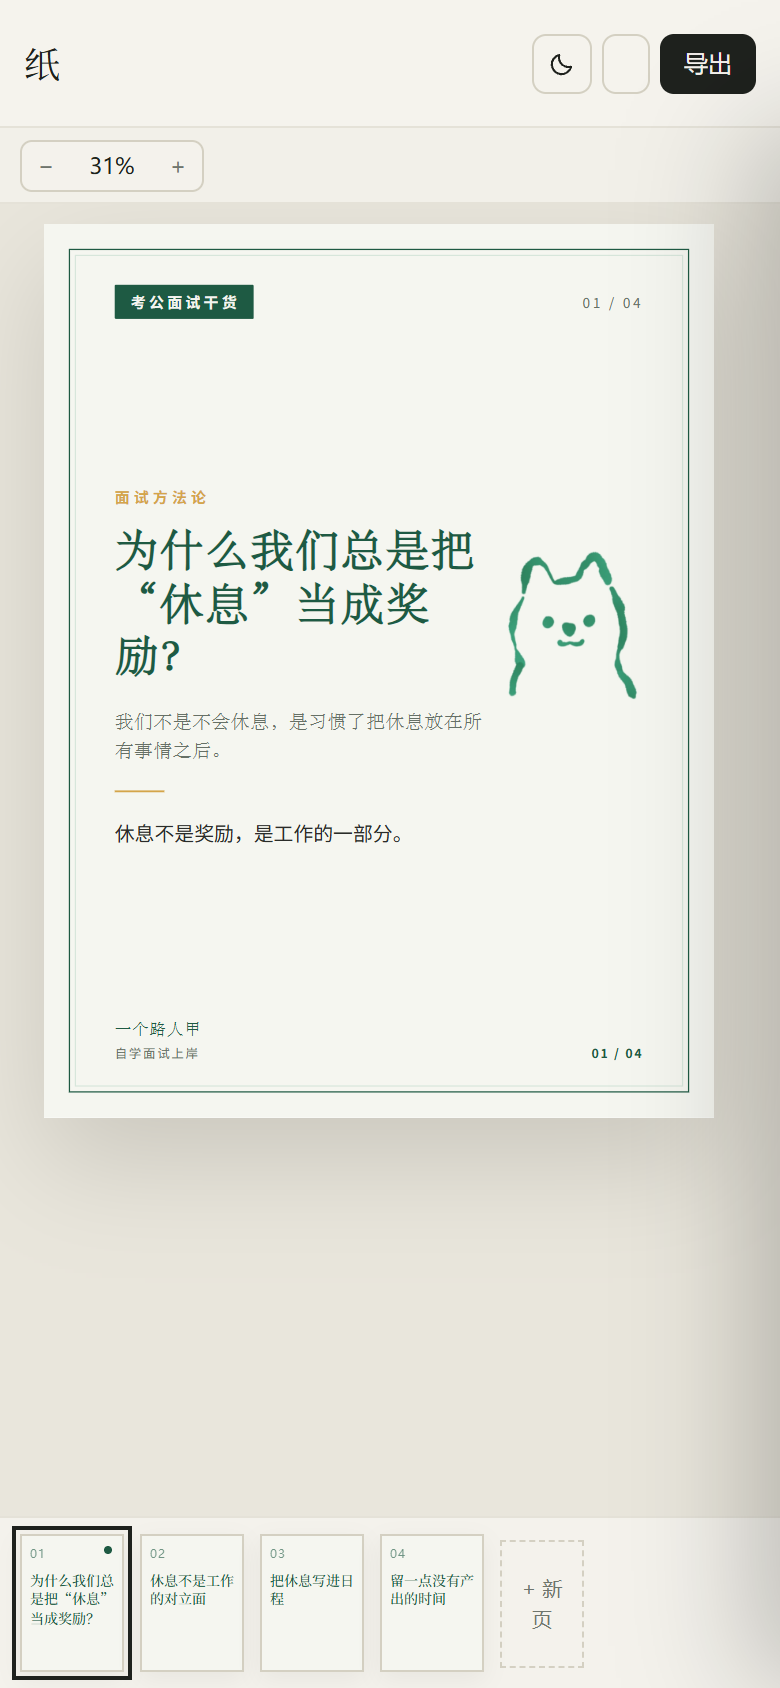 纸
导出
− 31% +
考公面试干货
01 / 04
面试方法论
为什么我们总是把
“休息”当成奖
励？
我们不是不会休息，是习惯了把休息放在所
有事情之后。
休息不是奖励，是工作的一部分。
一个路人甲
自学面试上岸
01 / 04
01
为什么我们总
是把“休息”
当成奖励？
02
休息不是工作
的对立面
03
把休息写进日
程
04
留一点没有产
出的时间
+ 新
页